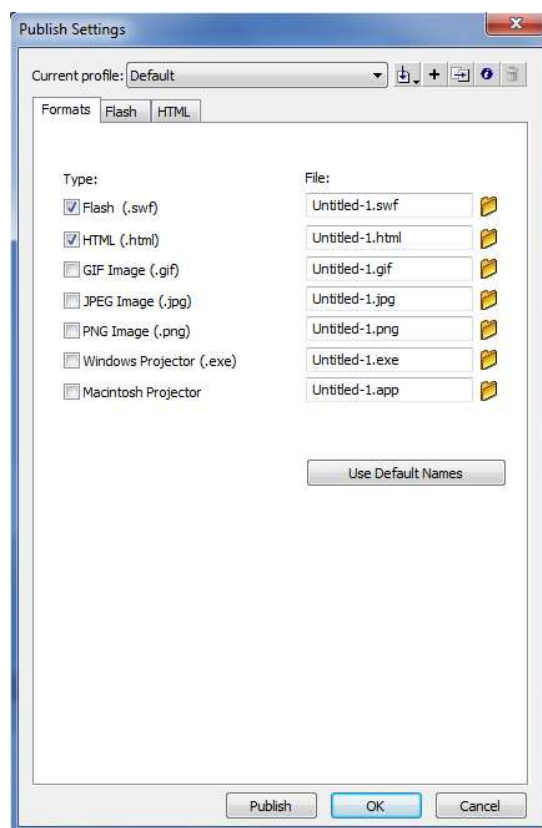 Publish Settings
Current profile: Default
Formats Flash HTML
Type: File:
Flash (.swf) Untitled-1.swf
HTML (.html) Untitled-1.html
GIF Image (.gif) Untitled-1.gif
JPEG Image (.jpg) Untitled-1.jpg
PNG Image (.png) Untitled-1.png
Windows Projector (.exe) Untitled-1.exe
Macintosh Projector Untitled-1.app
Use Default Names
Publish OK Cancel